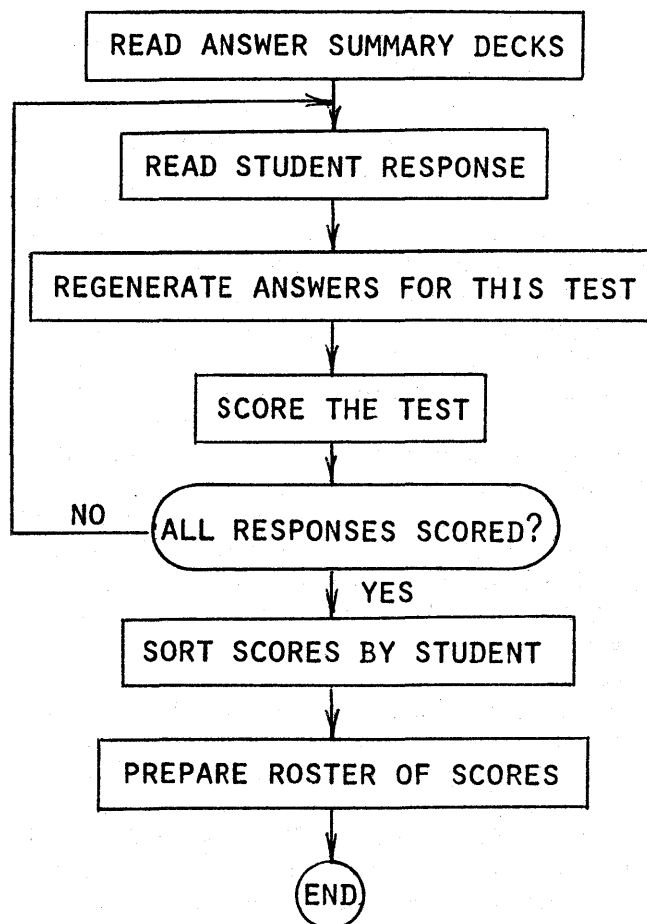 READ ANSWER SUMMARY DECKS
READ STUDENT RESPONSE
REGENERATE ANSWERS FOR THIS TEST
SCORE THE TEST
ALL RESPONSES SCORED?
NO
YES
SORT SCORES BY STUDENT
PREPARE ROSTER OF SCORES
END